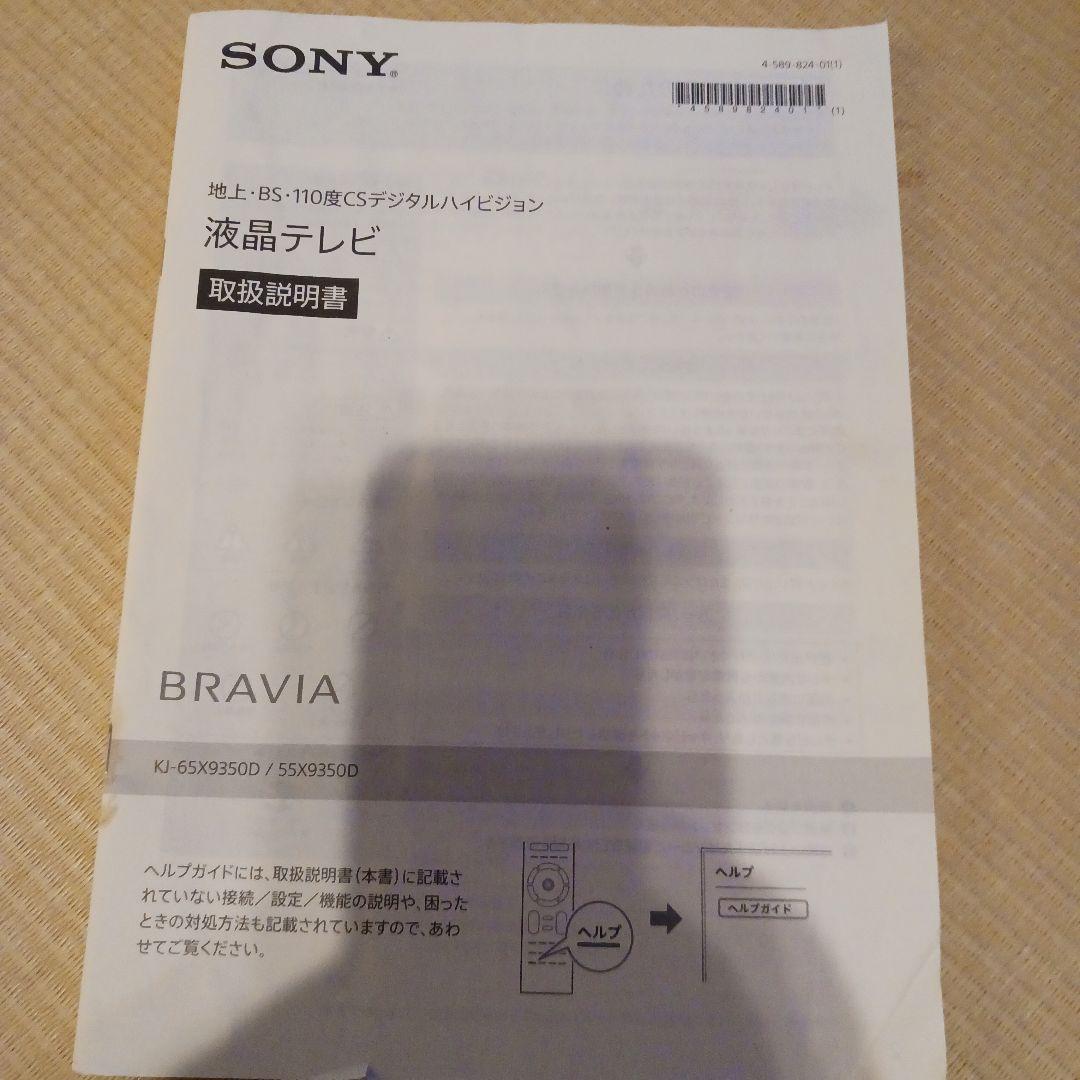 SONY®
4-589-824-01(1)
*458982401* (1)
地上・BS・110度CSデジタルハイビジョン
液晶テレビ
取扱説明書
BRAVIA
KJ-65X9350D / 55X9350D
ヘルプガイドには、取扱説明書(本書)に記載さ
れていない接続／設定／機能の説明や、困った
ときの対処方法も記載されていますので、あわ
せてご覧ください。
ヘルプ
ヘルプ
ヘルプガイド